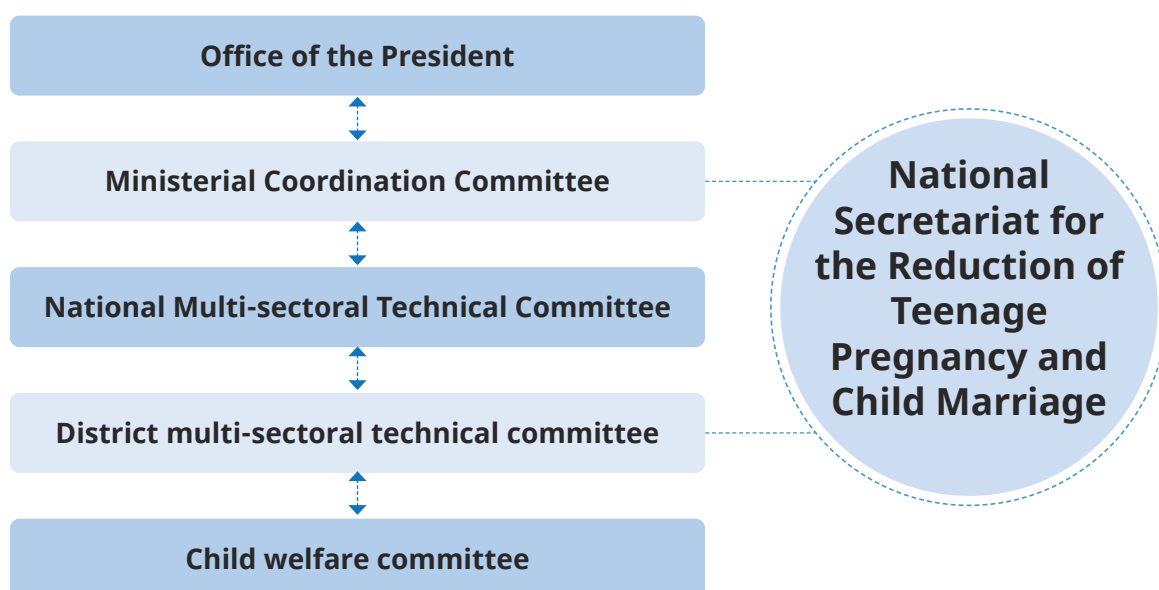 Office of the President
Ministerial Coordination Committee
National Multi-sectoral Technical Committee
District multi-sectoral technical committee
Child welfare committee
National
Secretariat for
the Reduction of
Teenage
Pregnancy and
Child Marriage